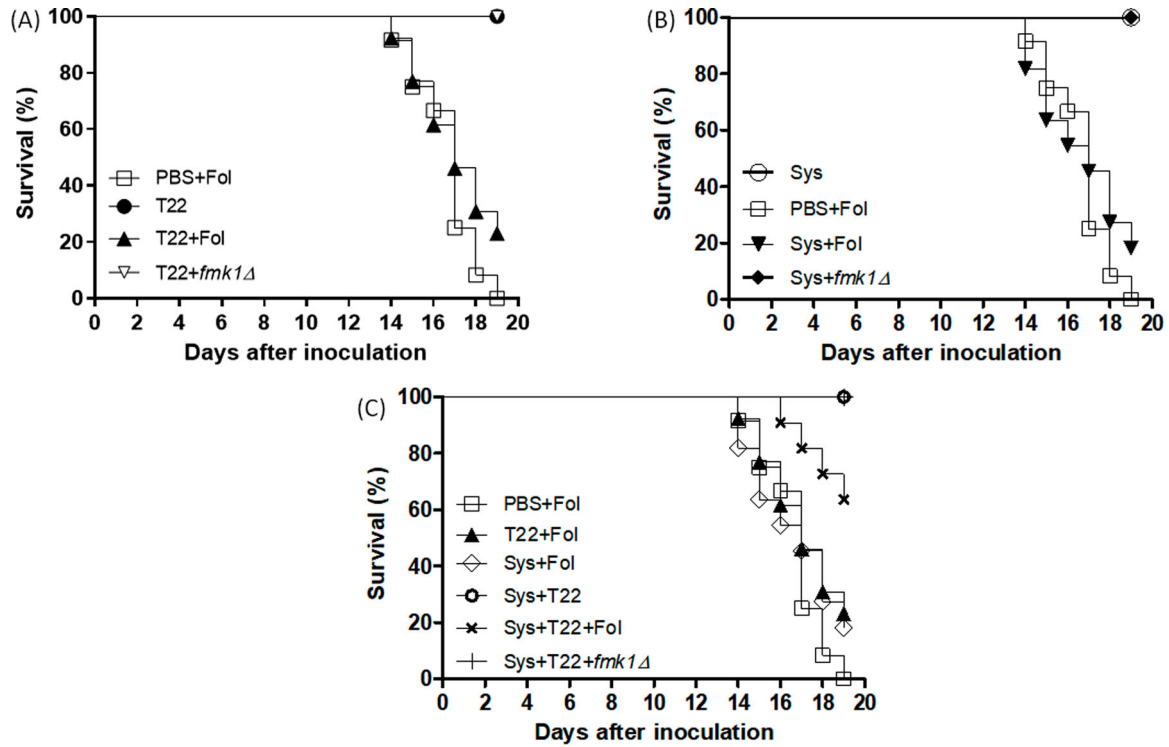 (A)
100
80
60
40
20
0
Survival (%)
PBS+Fol
T22
T22+Fol
T22+fmk1Δ
0 2 4 6 8 10 12 14 16 18 20
Days after inoculation
(B)
100
80
60
40
20
0
Survival (%)
Sys
PBS+Fol
Sys+Fol
Sys+fmk1Δ
0 2 4 6 8 10 12 14 16 18 20
Days after inoculation
(C)
100
80
60
40
20
0
Survival (%)
PBS+Fol
T22+Fol
Sys+Fol
Sys+T22
Sys+T22+Fol
Sys+T22+fmk1Δ
0 2 4 6 8 10 12 14 16 18 20
Days after inoculation